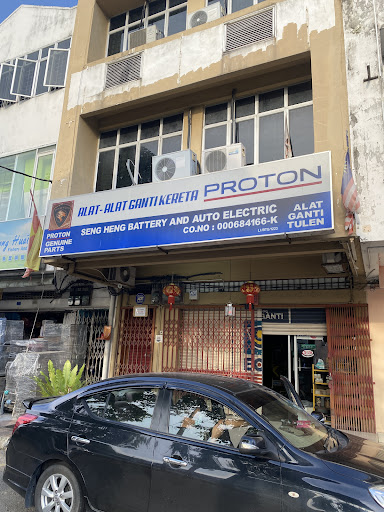 ALAT-ALAT GANTI KERETA PROTON
SENG HENG BATTERY AND AUTO ELECTRIC
CO.NO : 000684166-K
PROTON
GENUINE
PARTS
ALAT
GANTI
TULEN